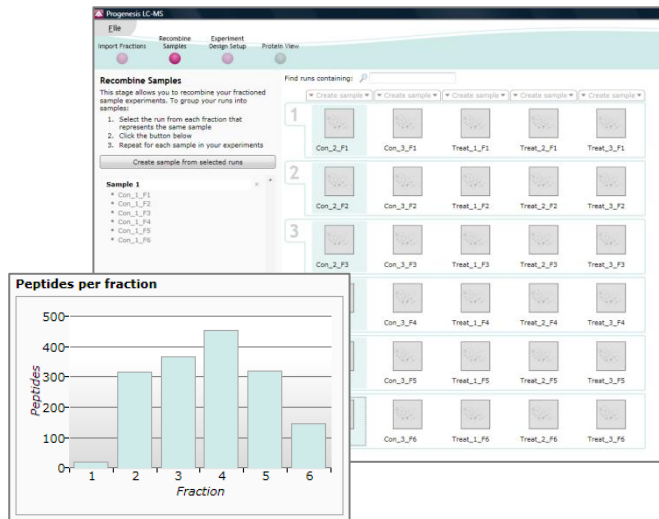 Progenesis LC-MS
File
Import Fractions
Recombine
Samples
Experiment
Design Setup
Protein View
Recombine Samples
This stage allows you to recombine your fractioned
sample experiments. To group your runs into
samples:
1. Select the run from each fraction that
represents the same sample
2. Click the button below
3. Repeat for each sample in your experiments
Create sample from selected runs
Sample 1
Con_1_F1
Con_1_F2
Con_1_F3
Con_1_F4
Con_1_F5
Con_1_F6
Find runs containing:
Create sample Create sample Create sample Create sample Create sample
1
Con_2_F1 Con_3_F1 Treat_1_F1 Treat_2_F1 Treat_3_F1
2
Con_2_F2 Con_3_F2 Treat_1_F2 Treat_2_F2 Treat_3_F2
3
Con_2_F3 Con_3_F3 Treat_1_F3 Treat_2_F3 Treat_3_F3
Con_3_F4 Treat_1_F4 Treat_2_F4 Treat_3_F4
Con_3_F5 Treat_1_F5 Treat_2_F5 Treat_3_F5
Con_3_F6 Treat_1_F6 Treat_2_F6 Treat_3_F6
Peptides per fraction
Peptides
500
400
300
200
100
0
1 2 3 4 5 6
Fraction